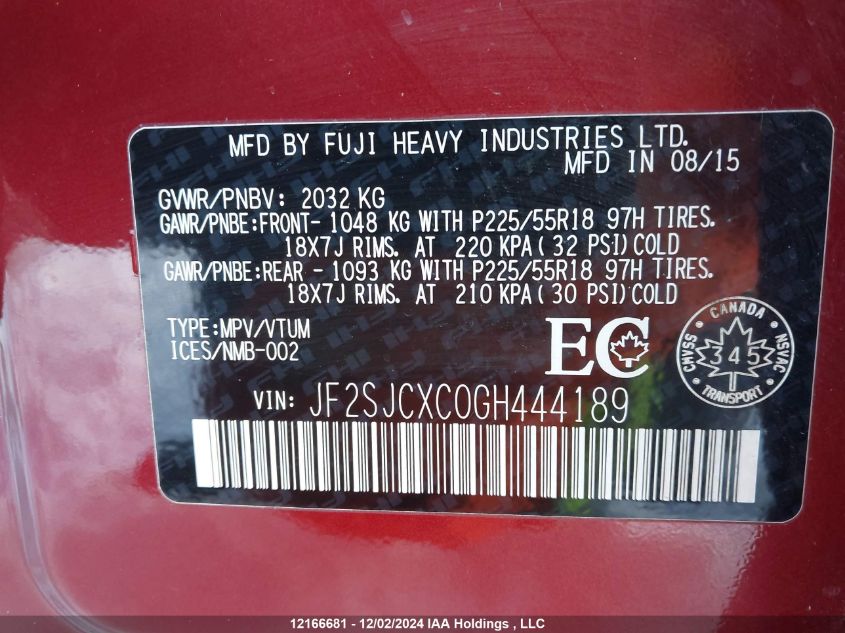 MFD BY FUJI HEAVY INDUSTRIES LTD.
MFD IN 08/15
GVWR/PNBV: 2032 KG
GAWR/PNBE:FRONT- 1048 KG WITH P225/55R18 97H TIRES.
18X7J RIMS. AT 220 KPA(32 PSI)COLD
GAWR/PNBE:REAR - 1093 KG WITH P225/55R18 97H TIRES.
18X7J RIMS. AT 210 KPA(30 PSI)COLD
TYPE:MPV/VTUM
ICES/NMB-002
EC
CANADA
CMVSS
345
NSVAC
TRANSPORT
VIN: JF2SJCXC0GH444189
12166681 - 12/02/2024 IAA Holdings , LLC